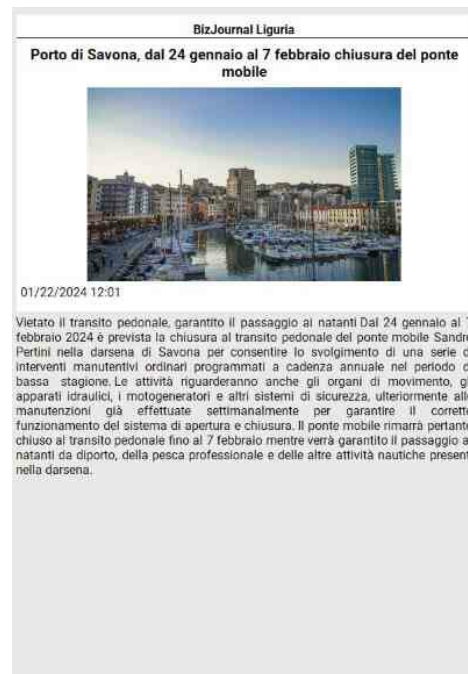 BizJournal Liguria
Porto di Savona, dal 24 gennaio al 7 febbraio chiusura del ponte
mobile
01/22/2024 12:01
Vietato il transito pedonale, garantito il passaggio ai natanti Dal 24 gennaio al
febbraio 2024 è prevista la chiusura al transito pedonale del ponte mobile Sandro
Pertini nella darsena di Savona per consentire lo svolgimento di una serie
interventi manutentivi ordinari programmati a cadenza annuale nel periodo
bassa stagione. Le attività riguarderanno anche gli organi di movimento,
apparati idraulici, i motogeneratori e altri sistemi di sicurezza, ulteriormente
manutenzioni già effettuate settimanalmente per garantire il
funzionamento del sistema di apertura e chiusura. Il ponte mobile rimarrà
chiuso al transito pedonale fino al 7 febbraio mentre verrà garantito il passaggio
natanti da diporto, della pesca professionale e delle altre attività nautiche
nella darsena.